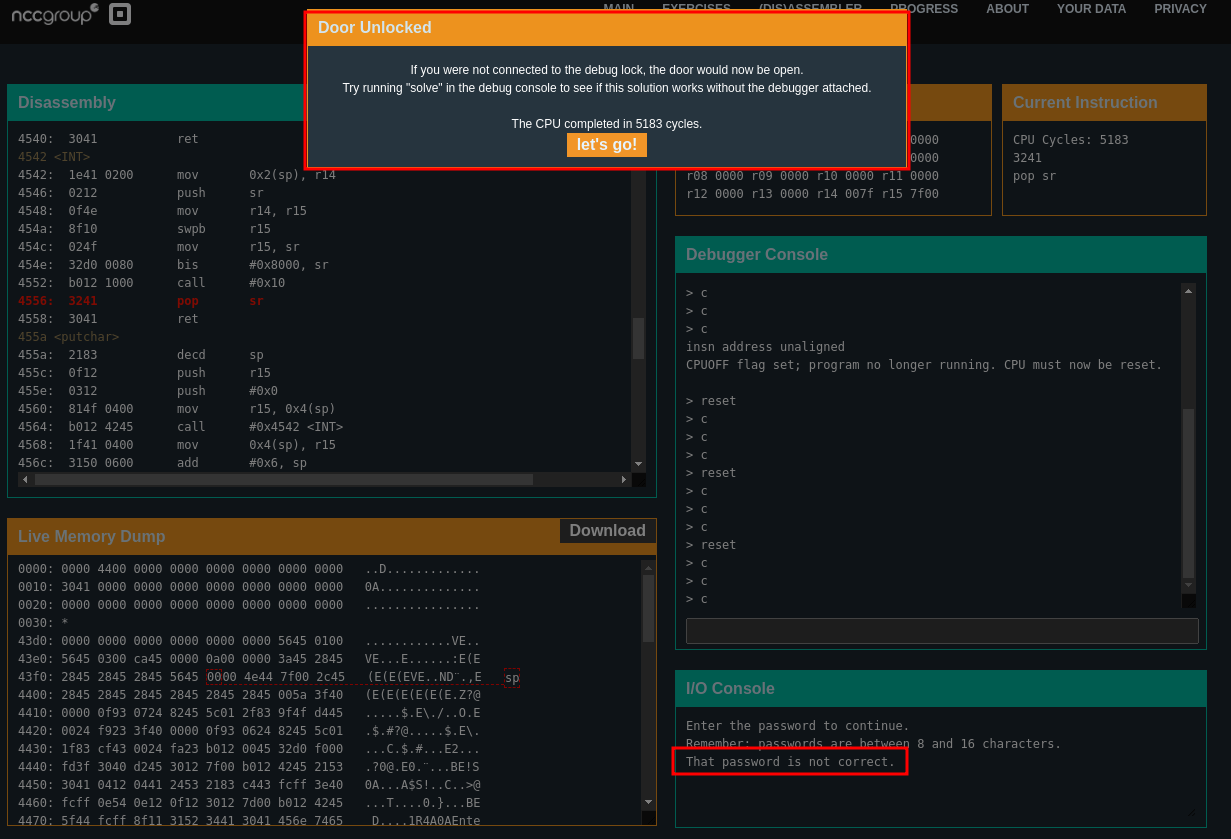 nccgroup
MAIN EXERCISES (DIS)ASSEMBLER PROGRESS ABOUT YOUR DATA PRIVACY
Door Unlocked
If you were not connected to the debug lock, the door would now be open.
Try running "solve" in the debug console to see if this solution works without the debugger attached.
The CPU completed in 5183 cycles.
let's go!
Disassembly
4540: 3041 ret
4542 <INT>
4542: 1e41 0200 mov 0x2(sp), r14
4546: 0212 push sr
4548: 0f4e mov r14, r15
454a: 8f10 swpb r15
454c: 024f mov r15, sr
454e: 32d0 0080 bis #0x8000, sr
4552: b012 1000 call #0x10
4556: 3241 pop sr
4558: 3041 ret
455a <putchar>
455a: 2183 decd sp
455c: 0f12 push r15
455e: 0312 push #0x0
4560: 814f 0400 mov r15, 0x4(sp)
4564: b012 4245 call #0x4542 <INT>
4568: 1f41 0400 mov 0x4(sp), r15
456c: 3150 0600 add #0x6, sp
0000
0000
r08 0000 r09 0000 r10 0000 r11 0000
r12 0000 r13 0000 r14 007f r15 7f00
Current Instruction
CPU Cycles: 5183
3241
pop sr
Debugger Console
> c
> c
> c
insn address unaligned
CPUOFF flag set; program no longer running. CPU must now be reset.
> reset
> c
> c
> c
> reset
> c
> c
> c
> reset
> c
> c
> c
Live Memory Dump
Download
0000: 0000 4400 0000 0000 0000 0000 0000 0000 ..D.............
0010: 3041 0000 0000 0000 0000 0000 0000 0000 0A..............
0020: 0000 0000 0000 0000 0000 0000 0000 0000 ................
0030: *
43d0: 0000 0000 0000 0000 0000 0000 5645 0100 ............VE..
43e0: 5645 0300 ca45 0000 0a00 0000 3a45 2845 VE...E......:E(E
43f0: 2845 2845 2845 5645 0000 4e44 7f00 2c45 (E(E(EVE..ND¨.,E
sp
4400: 2845 2845 2845 2845 2845 2845 005a 3f40 (E(E(E(E(E(E.Z?@
4410: 0000 0f93 0724 8245 5c01 2f83 9f4f d445 .....$.E\./..O.E
4420: 0024 f923 3f40 0000 0f93 0624 8245 5c01 .$.#?@.....$.E\.
4430: 1f83 cf43 0024 fa23 b012 0045 32d0 f000 ...C.$.#...E2...
4440: fd3f 3040 d245 3012 7f00 b012 4245 2153 .?0@.E0.¨...BE!S
4450: 3041 0412 0441 2453 2183 c443 fcff 3e40 0A...A$S!..C..>@
4460: fcff 0e54 0e12 0f12 3012 7d00 b012 4245 ...T....0.}...BE
4470: 5f44 fcff 8f11 3152 3441 3041 456e 7465 _D....1R4A0AEnte
I/O Console
Enter the password to continue.
Remember: passwords are between 8 and 16 characters.
That password is not correct.